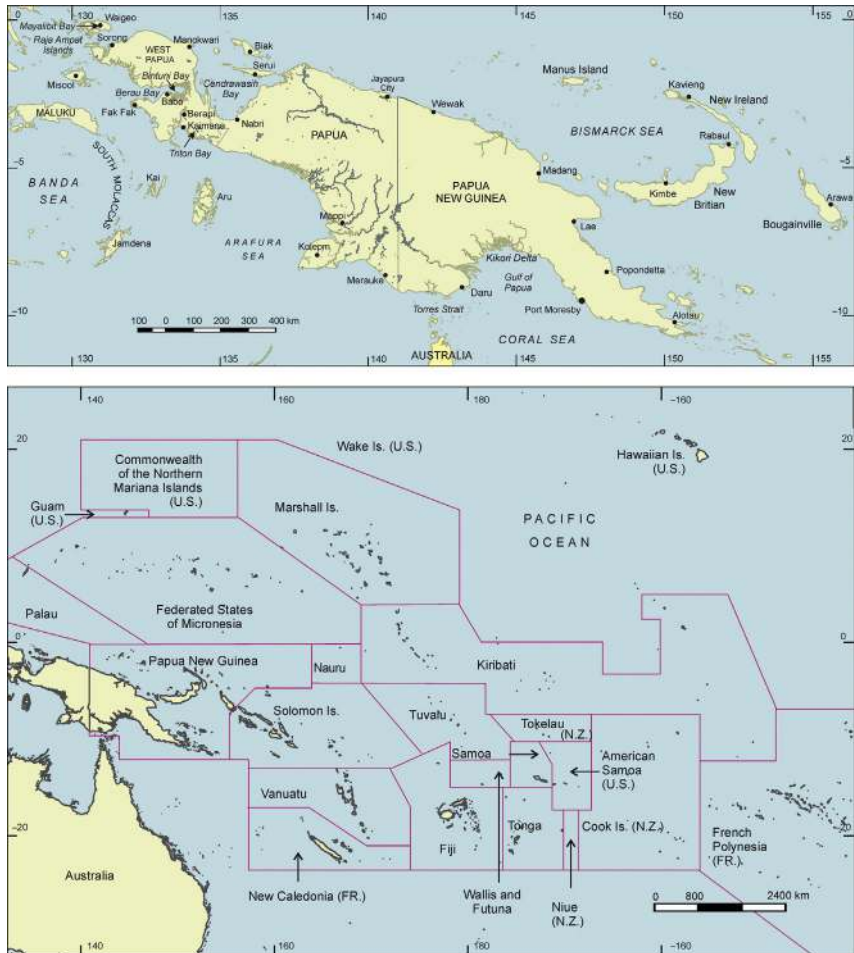 130
135
140
145
150
155
0
Mayalibit Bay
Waigeo
Raja Ampat
Islands
Sorong
WEST
PAPUA
Manokwari
Biak
Serui
Bintuni Bay
Cendrawasih
Bay
Misool
Berau Bay
Babo
Fak Fak
Berapi
Kaimana
Nabri
MALUKU
Triton Bay
Jayapura
City
Wewak
Manus Island
Kavieng
New Ireland
BISMARCK SEA
Rabaul
PAPUA
Madang
PAPUA
NEW GUINEA
Kimbe
New
Britian
Arawa
Bougainville
-5
BANDA
SEA
SOUTH MOLACCAS
Kai
Aru
Jamdena
Mappi
Lae
ARAFURA
SEA
Kolepm
Kikori Delta
Gulf of
Papua
Popondetta
Merauke
Daru
Torres Strait
Port Moresby
Alotau
-10
100 0 100 200 300 400 km
CORAL SEA
AUSTRALIA
130
135
140
145
150
155
140
160
180
-160
20
Wake Is. (U.S.)
Hawaiian Is.
(U.S.)
Commonwealth
of the Northern
Mariana Islands
(U.S.)
Guam
(U.S.)
Marshall Is.
PACIFIC
OCEAN
Palau
Federated States
of Micronesia
0
Papua New Guinea
Nauru
Kiribati
Solomon Is.
Tuvalu
Tokelau
(N.Z.)
Samoa
American
Samoa
(U.S.)
Vanuatu
-20
Fiji
Tonga
Cook Is. (N.Z.)
French
Polynesia
(FR.)
Australia
New Caledonia (FR.)
Wallis and
Futuna
Niue
(N.Z.)
0 800 1600 2400 km
140
160
180
-160